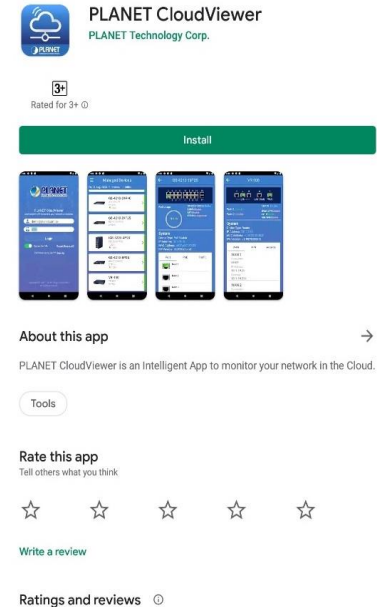 PLANET CloudViewer
PLANET Technology Corp.
PLANET
3+
Rated for 3+
Install
PLANET
About this app
PLANET CloudViewer is an Intelligent App to monitor your network in the Cloud.
Tools
Rate this app
Tell others what you think
Write a review
Ratings and reviews